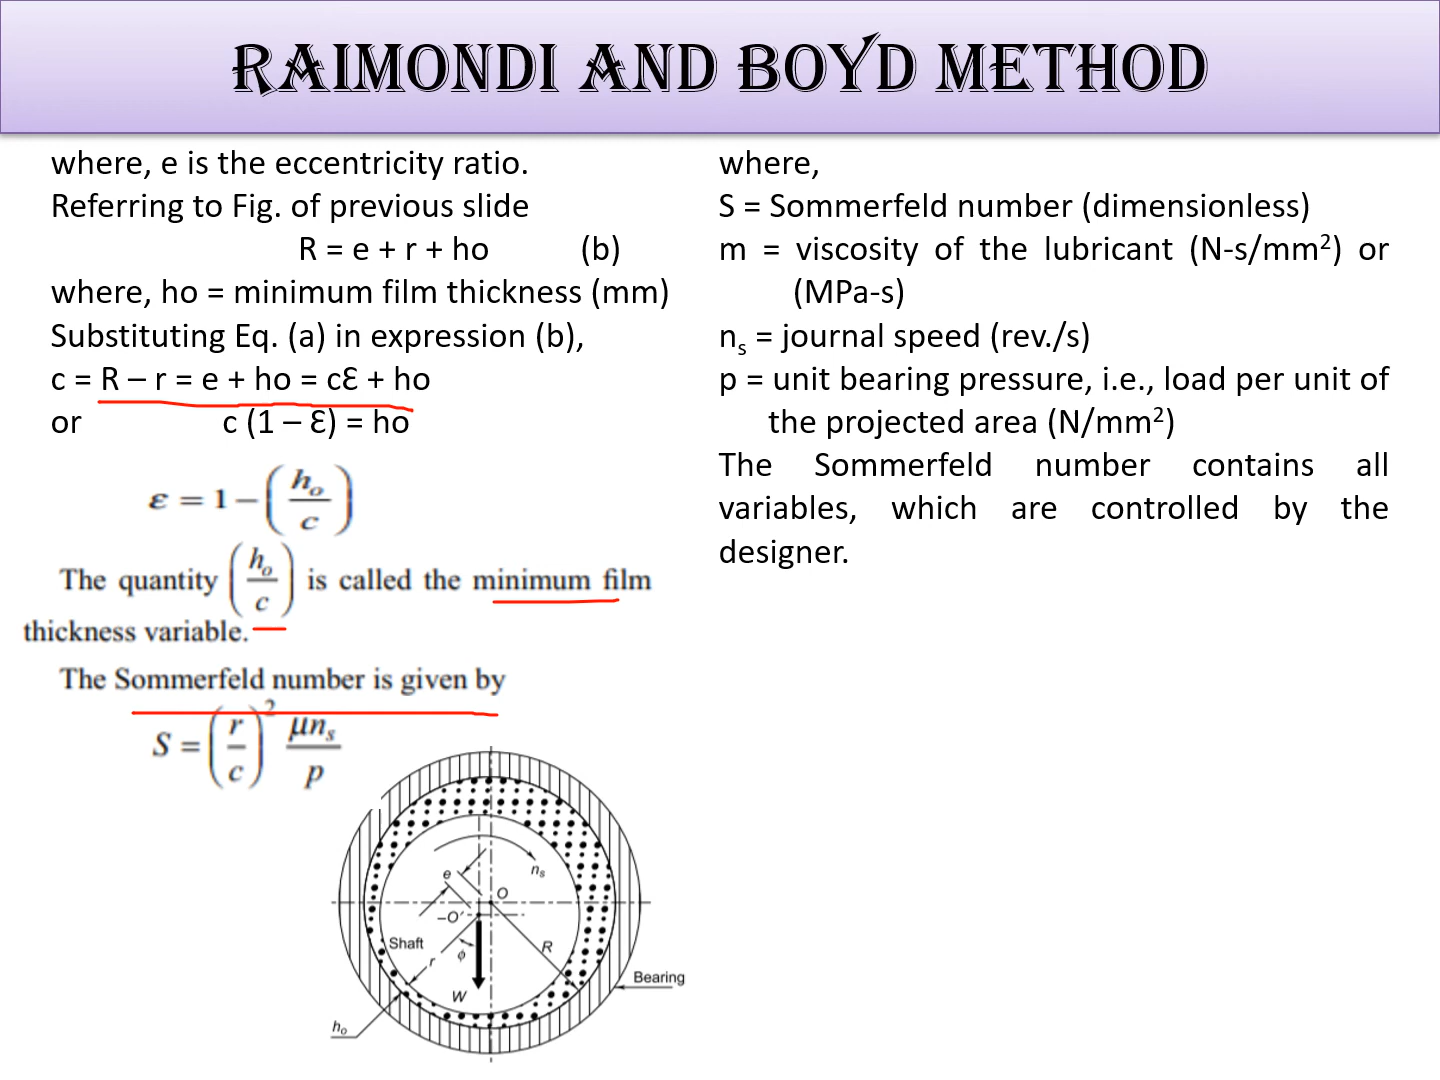 RAIMONDI AND BOYD METHOD
where, e is the eccentricity ratio.
Referring to Fig. of previous slide
R = e + r + ho (b)
where, ho = minimum film thickness (mm)
Substituting Eq. (a) in expression (b),
c = R – r = e + ho = cƐ + ho
or c (1 – Ɛ) = ho
ε = 1 – (hₒ/c)
The quantity (hₒ/c) is called the minimum film
thickness variable.
The Sommerfeld number is given by
S = (r/c)² μnₛ/p
where,
S = Sommerfeld number (dimensionless)
m = viscosity of the lubricant (N-s/mm²) or
(MPa-s)
nₛ = journal speed (rev./s)
p = unit bearing pressure, i.e., load per unit of
the projected area (N/mm²)
The Sommerfeld number contains all
variables, which are controlled by the
designer.
e
nₛ
O
O′
Shaft
r
ϕ
R
W
Bearing
hₒ